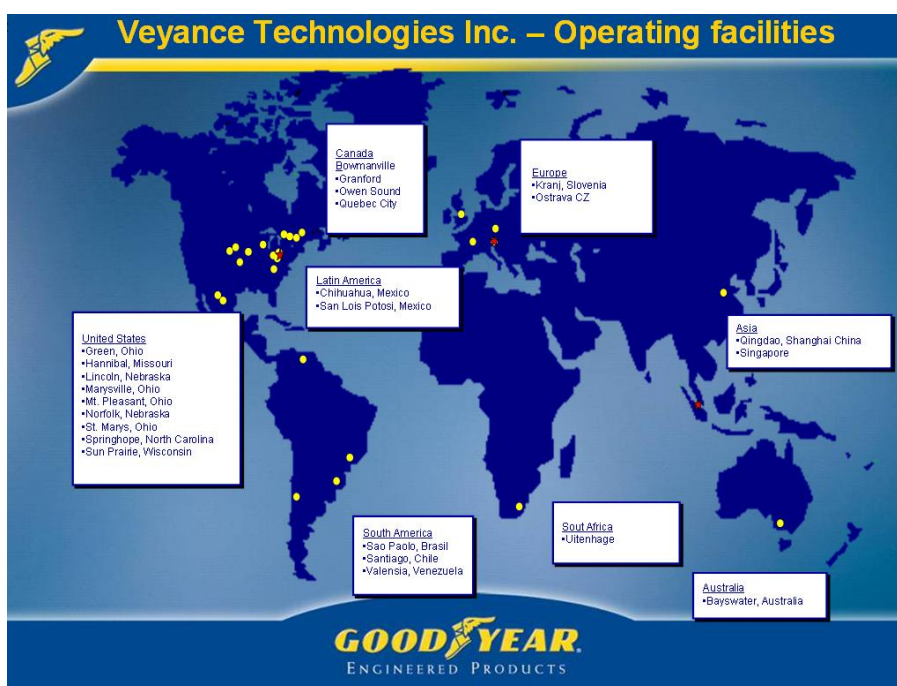 Veyance Technologies Inc. – Operating facilities
Canada
Bowmanville
•Granford
•Owen Sound
•Quebec City
Europe
•Kranj, Slovenia
•Ostrava CZ
Latin America
•Chihuahua, Mexico
•San Lois Potosi, Mexico
United States
•Green, Ohio
•Hannibal, Missouri
•Lincoln, Nebraska
•Marysville, Ohio
•Mt. Pleasant, Ohio
•Norfolk, Nebraska
•St. Marys, Ohio
•Springhope, North Carolina
•Sun Prairie, Wisconsin
Asia
•Qingdao, Shanghai China
•Singapore
South America
•Sao Paolo, Brasil
•Santiago, Chile
•Valensia, Venezuela
Sout Africa
•Uitenhage
Australia
•Bayswater, Australia
GOOD YEAR.
ENGINEERED PRODUCTS